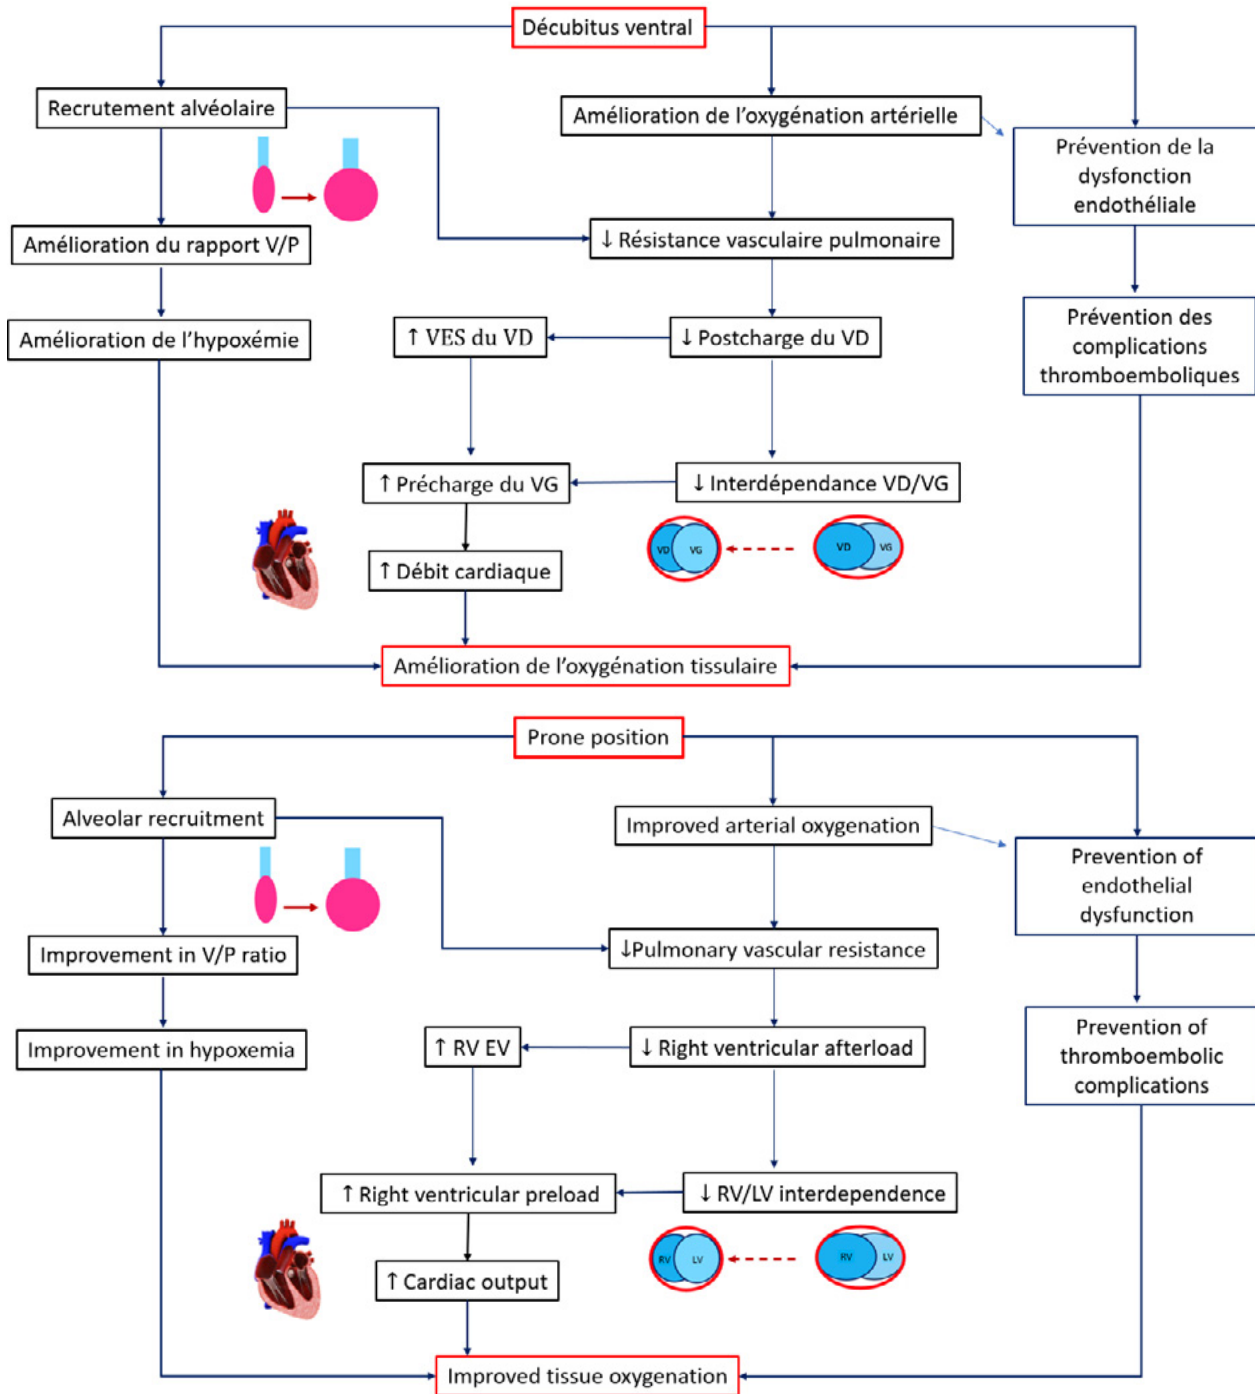 Décubitus ventral
Recrutement alvéolaire
Amélioration de l’oxygénation artérielle
Prévention de la
dysfonction
endothéliale
Amélioration du rapport V/P
↓ Résistance vasculaire pulmonaire
Amélioration de l’hypoxémie
↑ VES du VD
↓ Postcharge du VD
Prévention des
complications
thromboemboliques
↑ Précharge du VG
↓ Interdépendance VD/VG
VD
VG
VD
VG
↑ Débit cardiaque
Amélioration de l’oxygénation tissulaire
Prone position
Alveolar recruitment
Improved arterial oxygenation
Prevention of
endothelial
dysfunction
Improvement in V/P ratio
↓Pulmonary vascular resistance
Improvement in hypoxemia
↑ RV EV
↓ Right ventricular afterload
Prevention of
thromboembolic
complications
↑ Right ventricular preload
↓ RV/LV interdependence
RV
LV
RV
LV
↑ Cardiac output
Improved tissue oxygenation